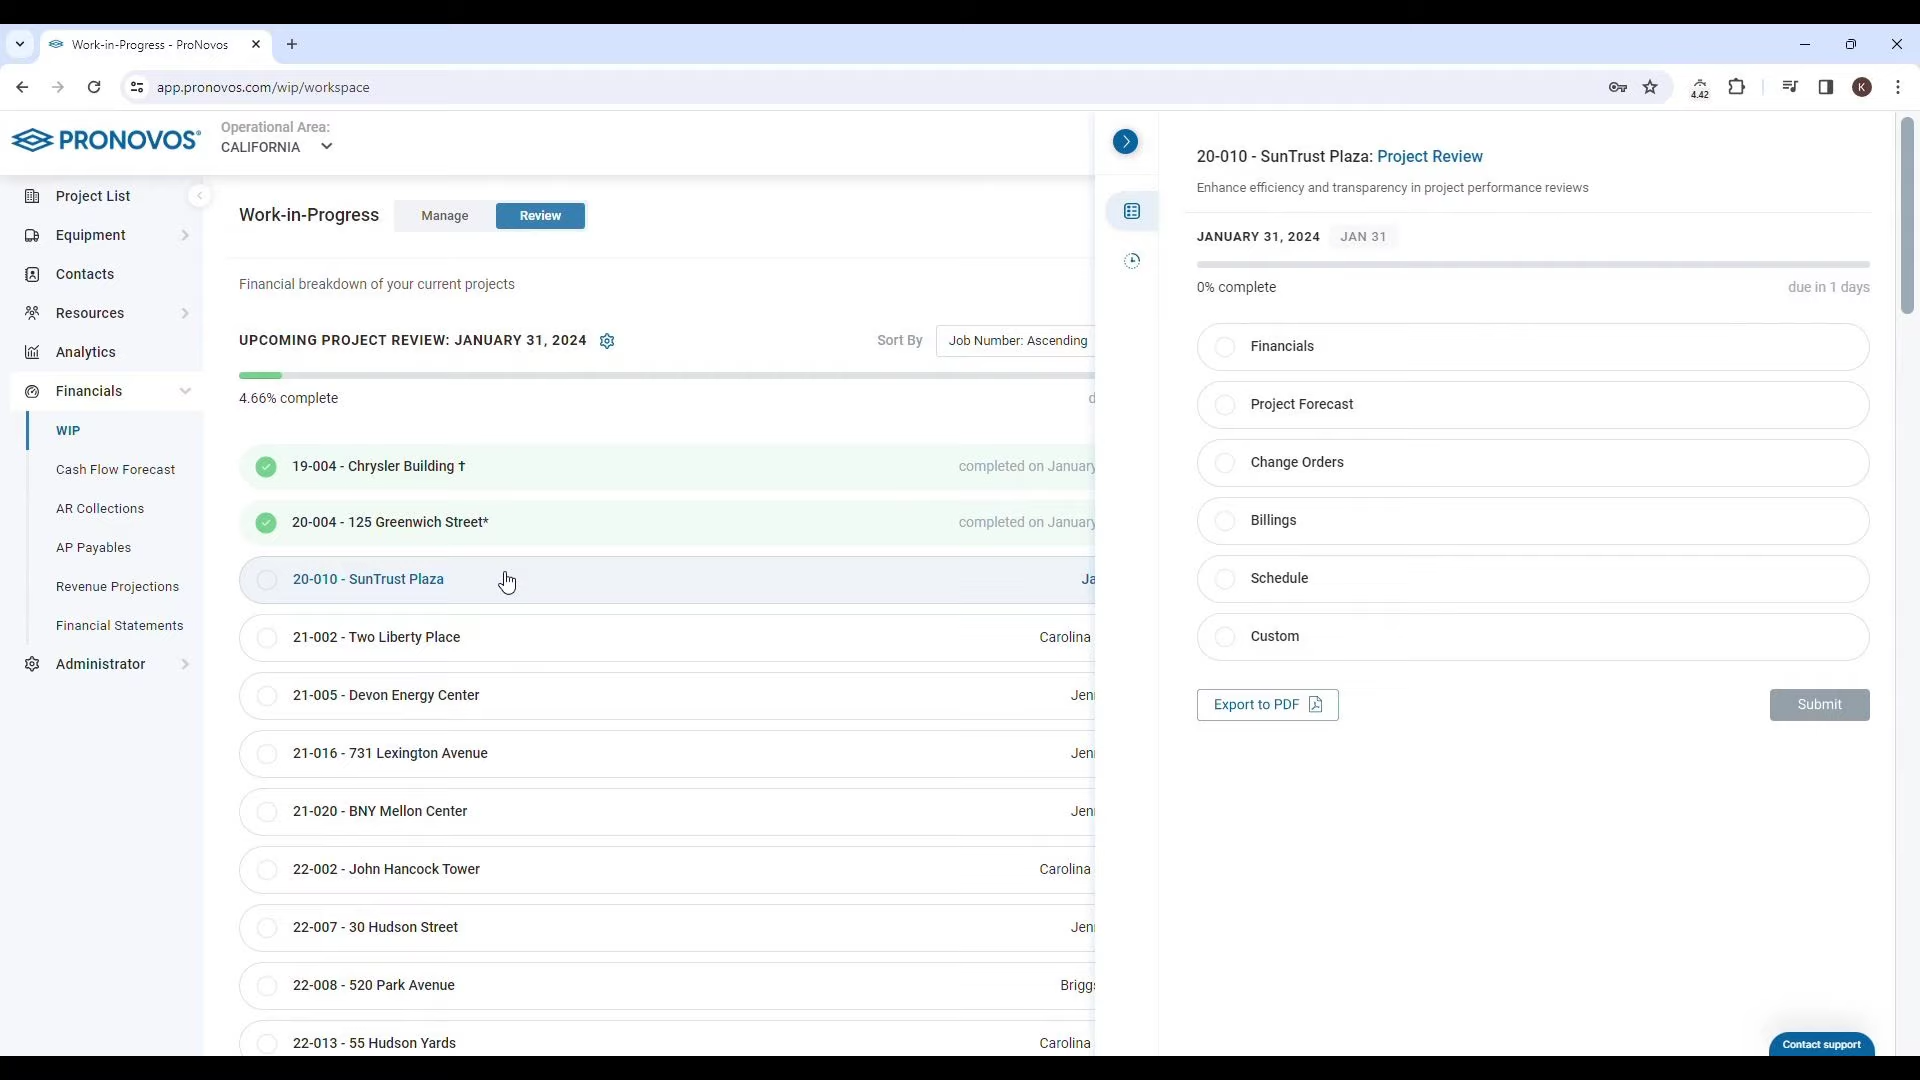 Work-in-Progress - ProNovos
app.pronovos.com/wip/workspace
4.42
K
PRONOVOS
Operational Area:
CALIFORNIA
Project List
Equipment
Contacts
Resources
Analytics
Financials
WIP
Cash Flow Forecast
AR Collections
AP Payables
Revenue Projections
Financial Statements
Administrator
Work-in-Progress
Manage
Review
Financial breakdown of your current projects
UPCOMING PROJECT REVIEW: JANUARY 31, 2024
Sort By
Job Number: Ascending
4.66% complete
d
19-004 - Chrysler Building †
completed on January
20-004 - 125 Greenwich Street*
completed on January
20-010 - SunTrust Plaza
Ja
21-002 - Two Liberty Place
Carolina
21-005 - Devon Energy Center
Jen
21-016 - 731 Lexington Avenue
Jen
21-020 - BNY Mellon Center
Jen
22-002 - John Hancock Tower
Carolina
22-007 - 30 Hudson Street
Jen
22-008 - 520 Park Avenue
Briggs
22-013 - 55 Hudson Yards
Carolina
20-010 - SunTrust Plaza: Project Review
Enhance efficiency and transparency in project performance reviews
JANUARY 31, 2024 JAN 31
0% complete
due in 1 days
Financials
Project Forecast
Change Orders
Billings
Schedule
Custom
Export to PDF
Submit
Contact support